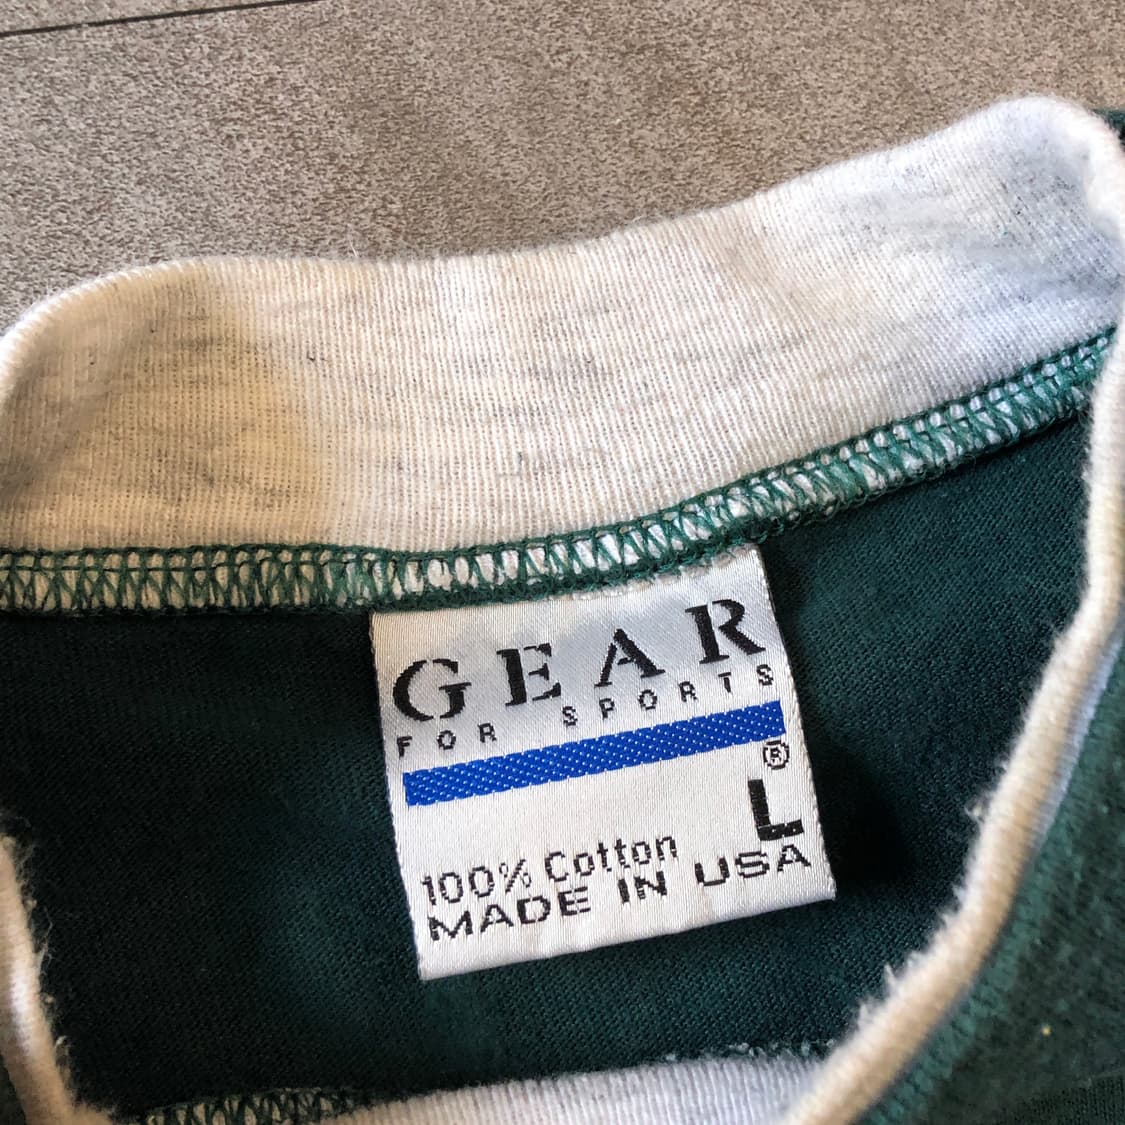 GEAR
FOR SPORTS
®
L
100% Cotton
MADE IN USA